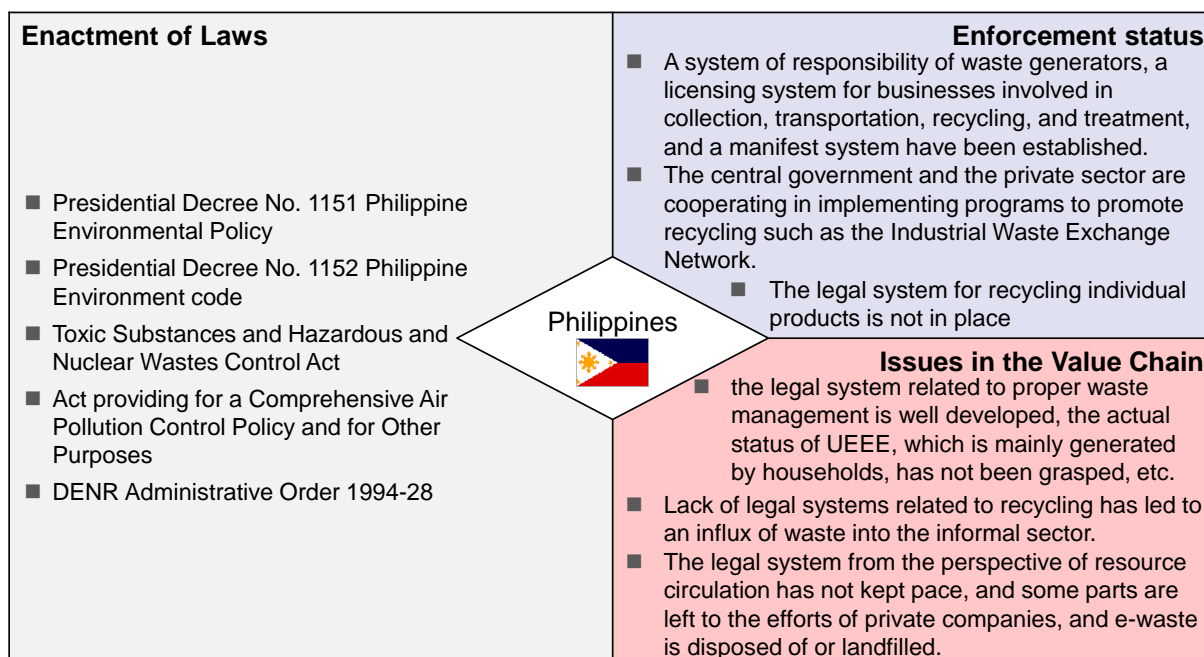 Enactment of Laws
Presidential Decree No. 1151 Philippine
Environmental Policy
Presidential Decree No. 1152 Philippine
Environment code
Toxic Substances and Hazardous and
Nuclear Wastes Control Act
Act providing for a Comprehensive Air
Pollution Control Policy and for Other
Purposes
DENR Administrative Order 1994-28
Philippines
Enforcement status
A system of responsibility of waste generators, a
licensing system for businesses involved in
collection, transportation, recycling, and treatment,
and a manifest system have been established.
The central government and the private sector are
cooperating in implementing programs to promote
recycling such as the Industrial Waste Exchange
Network.
The legal system for recycling individual
products is not in place
Issues in the Value Chain
the legal system related to proper waste
management is well developed, the actual
status of UEEE, which is mainly generated
by households, has not been grasped, etc.
Lack of legal systems related to recycling has led to
an influx of waste into the informal sector.
The legal system from the perspective of resource
circulation has not kept pace, and some parts are
left to the efforts of private companies, and e-waste
is disposed of or landfilled.